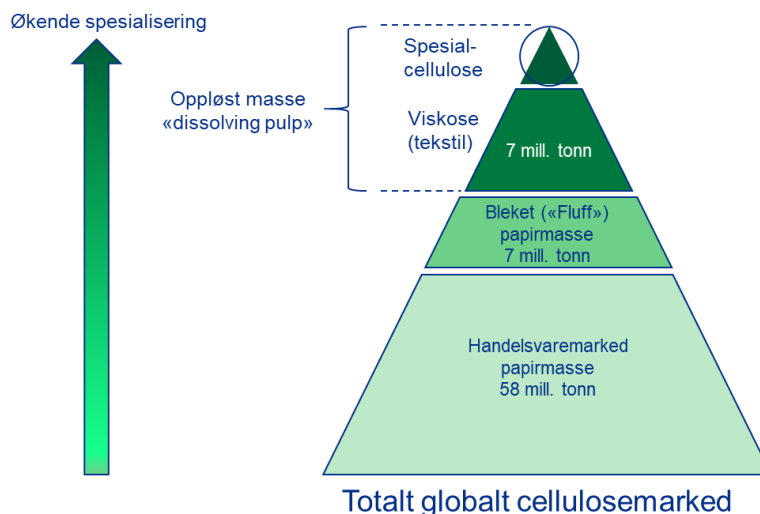 Økende spesialisering
Oppløst masse
«dissolving pulp»
Spesial-
cellulose
Viskose
(tekstil)
7 mill. tonn
Bleket («Fluff»)
papirmasse
7 mill. tonn
Handelsvaremarked
papirmasse
58 mill. tonn
Totalt globalt cellulosemarked